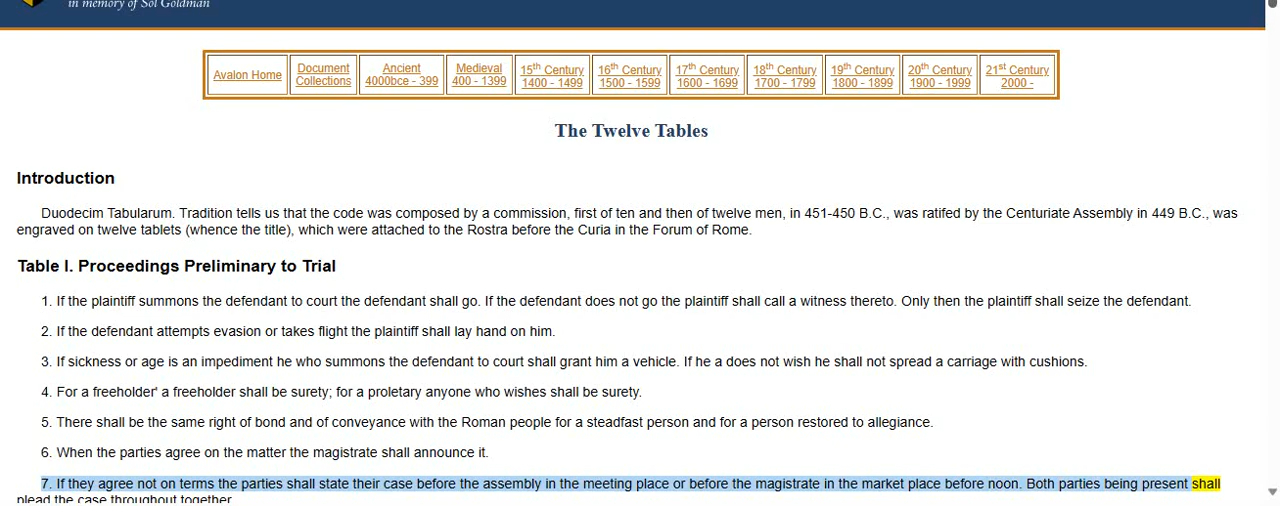 in memory of Sol Goldman
Avalon Home
Document
Collections
Ancient
4000bce - 399
Medieval
400 - 1399
15th Century
1400 - 1499
16th Century
1500 - 1599
17th Century
1600 - 1699
18th Century
1700 - 1799
19th Century
1800 - 1899
20th Century
1900 - 1999
21st Century
2000 -
The Twelve Tables
Introduction
Duodecim Tabularum. Tradition tells us that the code was composed by a commission, first of ten and then of twelve men, in 451-450 B.C., was ratifed by the Centuriate Assembly in 449 B.C., was
engraved on twelve tablets (whence the title), which were attached to the Rostra before the Curia in the Forum of Rome.
Table I. Proceedings Preliminary to Trial
1. If the plaintiff summons the defendant to court the defendant shall go. If the defendant does not go the plaintiff shall call a witness thereto. Only then the plaintiff shall seize the defendant.
2. If the defendant attempts evasion or takes flight the plaintiff shall lay hand on him.
3. If sickness or age is an impediment he who summons the defendant to court shall grant him a vehicle. If he a does not wish he shall not spread a carriage with cushions.
4. For a freeholder' a freeholder shall be surety; for a proletary anyone who wishes shall be surety.
5. There shall be the same right of bond and of conveyance with the Roman people for a steadfast person and for a person restored to allegiance.
6. When the parties agree on the matter the magistrate shall announce it.
7. If they agree not on terms the parties shall state their case before the assembly in the meeting place or before the magistrate in the market place before noon. Both parties being present shall
plead the case throughout together.